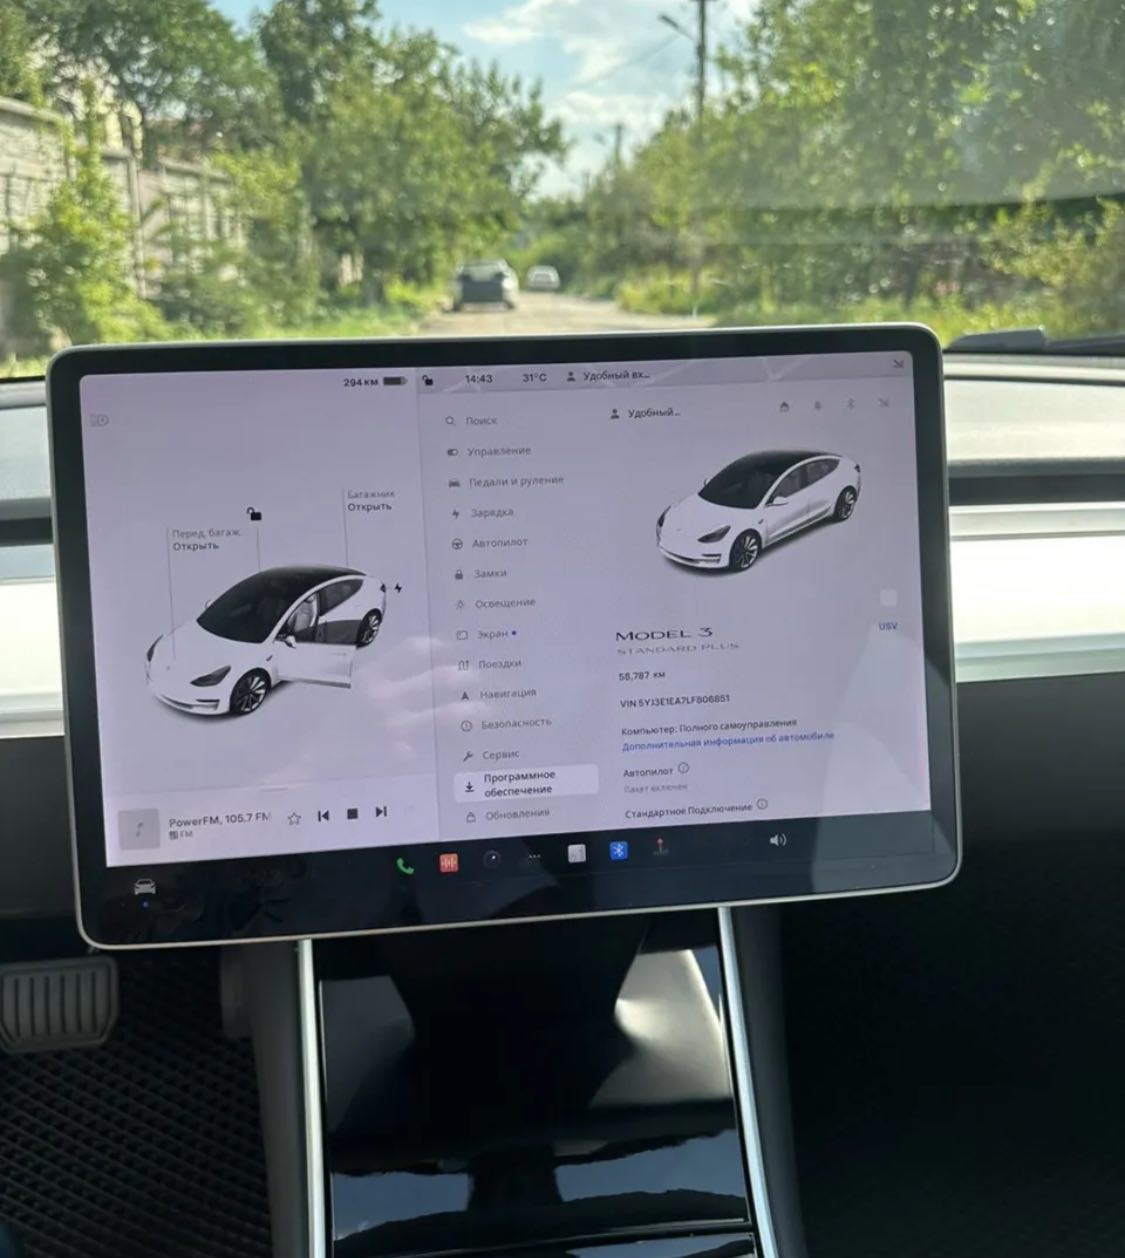 294 км
14:43
31°C
Удобный вх...
Багажник
Открыть
Перед. багаж.
Открыть
PowerFM, 105.7 FM
FM
Поиск
Управление
Педали и руление
Зарядка
Автопилот
Замки
Освещение
Экран
Поездки
Навигация
Безопасность
Сервис
Программное
обеспечение
Обновления
Удобный...
USV
MODEL 3
STANDARD PLUS
58,787 км
VIN 5YJ3E1EA7LF806851
Компьютер: Полного самоуправления
Дополнительная информация об автомобиле
Автопилот
Пакет включен
Стандартное Подключение